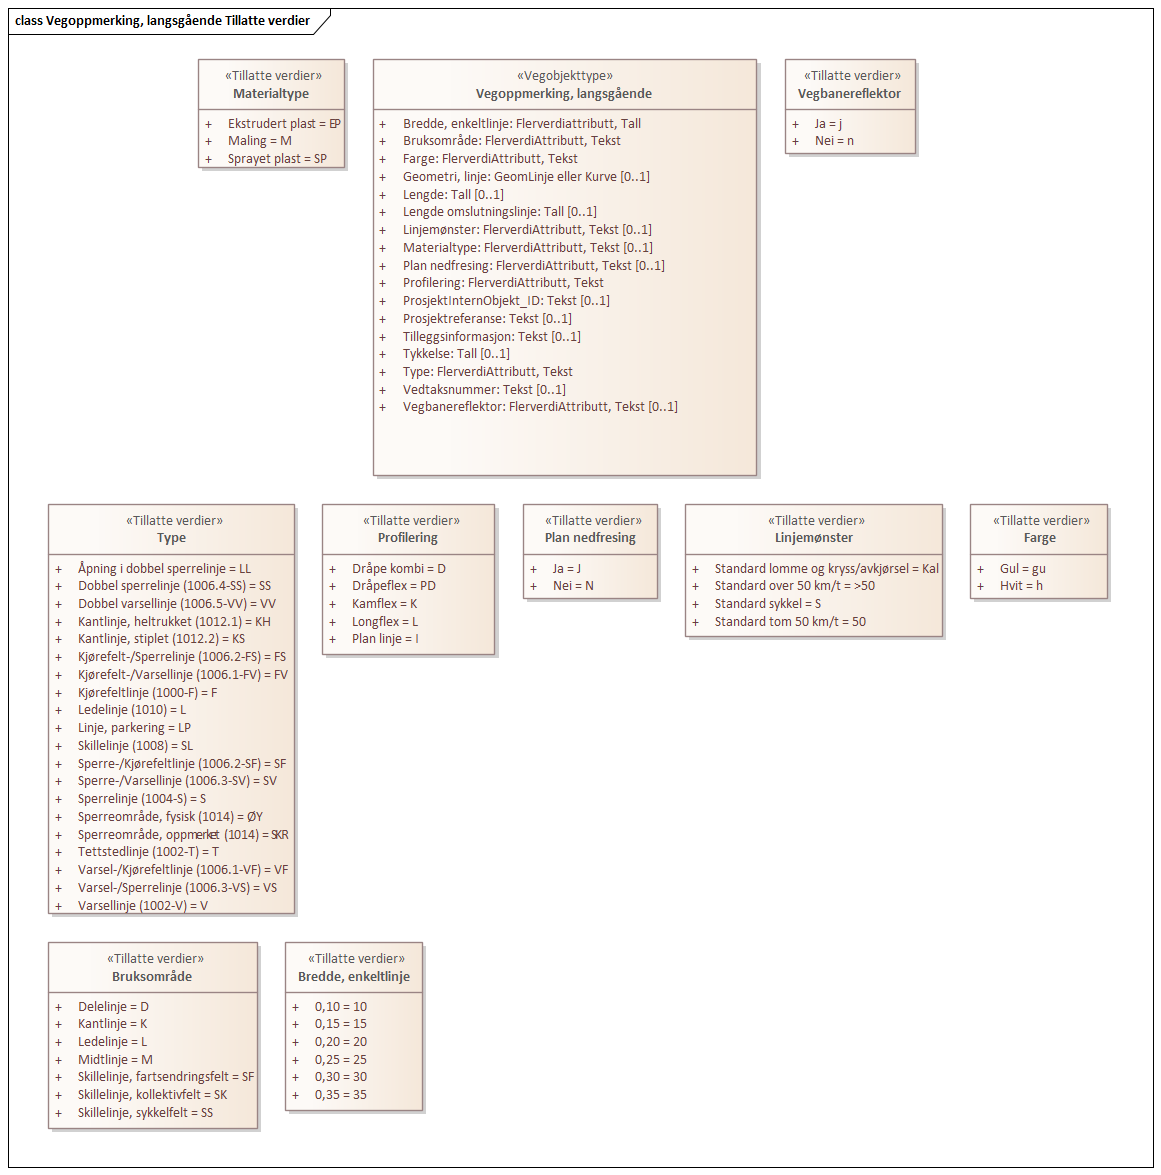 class Vegoppmerking, langsgående Tillatte verdier
«Tillatte verdier»
Materialtype
+ Ekstrudert plast = EP
+ Maling = M
+ Sprayet plast = SP
«Vegobjekttype»
Vegoppmerking, langsgående
+ Bredde, enkeltlinje: Flerverdiattributt, Tall
+ Bruksområde: FlerverdiAttributt, Tekst
+ Farge: FlerverdiAttributt, Tekst
+ Geometri, linje: GeomLinje eller Kurve [0..1]
+ Lengde: Tall [0..1]
+ Lengde omslutningslinje: Tall [0..1]
+ Linjemønster: FlerverdiAttributt, Tekst [0..1]
+ Materialtype: FlerverdiAttributt, Tekst [0..1]
+ Plan nedfresing: FlerverdiAttributt, Tekst [0..1]
+ Profilering: FlerverdiAttributt, Tekst
+ ProsjektInternObjekt_ID: Tekst [0..1]
+ Prosjektreferanse: Tekst [0..1]
+ Tilleggsinformasjon: Tekst [0..1]
+ Tykkelse: Tall [0..1]
+ Type: FlerverdiAttributt, Tekst
+ Vedtaksnummer: Tekst [0..1]
+ Vegbanereflektor: FlerverdiAttributt, Tekst [0..1]
«Tillatte verdier»
Vegbanereflektor
+ Ja = j
+ Nei = n
«Tillatte verdier»
Type
+ Åpning i dobbel sperrelinje = LL
+ Dobbel sperrelinje (1006.4-SS) = SS
+ Dobbel varsellinje (1006.5-VV) = VV
+ Kantlinje, heltrukket (1012.1) = KH
+ Kantlinje, stiplet (1012.2) = KS
+ Kjørefelt-/Sperrelinje (1006.2-FS) = FS
+ Kjørefelt-/Varsellinje (1006.1-FV) = FV
+ Kjørefeltlinje (1000-F) = F
+ Ledelinje (1010) = L
+ Linje, parkering = LP
+ Skillelinje (1008) = SL
+ Sperre-/Kjørefeltlinje (1006.2-SF) = SF
+ Sperre-/Varsellinje (1006.3-SV) = SV
+ Sperrelinje (1004-S) = S
+ Sperreområde, fysisk (1014) = ØY
+ Sperreområde, oppmerket (1014) = SKR
+ Tettstedlinje (1002-T) = T
+ Varsel-/Kjørefeltlinje (1006.1-VF) = VF
+ Varsel-/Sperrelinje (1006.3-VS) = VS
+ Varsellinje (1002-V) = V
«Tillatte verdier»
Profilering
+ Dråpe kombi = D
+ Dråpeflex = PD
+ Kamflex = K
+ Longflex = L
+ Plan linje = I
«Tillatte verdier»
Plan nedfresing
+ Ja = J
+ Nei = N
«Tillatte verdier»
Linjemønster
+ Standard lomme og kryss/avkjørsel = Kal
+ Standard over 50 km/t = >50
+ Standard sykkel = S
+ Standard tom 50 km/t = 50
«Tillatte verdier»
Farge
+ Gul = gu
+ Hvit = h
«Tillatte verdier»
Bruksområde
+ Delelinje = D
+ Kantlinje = K
+ Ledelinje = L
+ Midtlinje = M
+ Skillelinje, fartsendringsfelt = SF
+ Skillelinje, kollektivfelt = SK
+ Skillelinje, sykkelfelt = SS
«Tillatte verdier»
Bredde, enkeltlinje
+ 0,10 = 10
+ 0,15 = 15
+ 0,20 = 20
+ 0,25 = 25
+ 0,30 = 30
+ 0,35 = 35